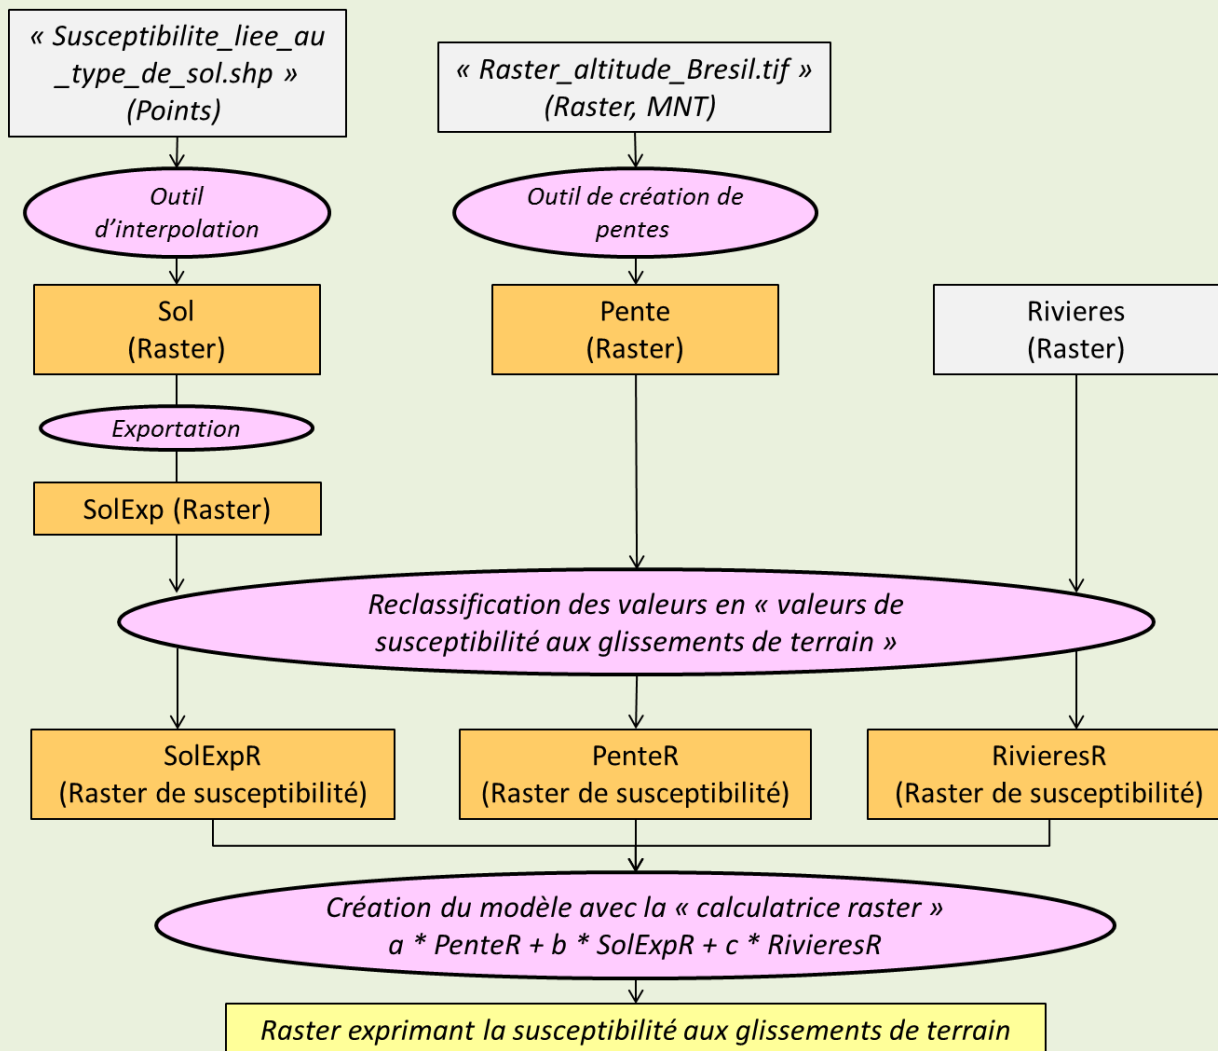 « Susceptibilite_liee_au
_type_de_sol.shp »
(Points)
« Raster_altitude_Bresil.tif »
(Raster, MNT)
Outil
d’interpolation
Outil de création de
pentes
Sol
(Raster)
Pente
(Raster)
Rivieres
(Raster)
Exportation
SolExp (Raster)
Reclassification des valeurs en « valeurs de
susceptibilité aux glissements de terrain »
SolExpR
(Raster de susceptibilité)
PenteR
(Raster de susceptibilité)
RivieresR
(Raster de susceptibilité)
Création du modèle avec la « calculatrice raster »
a * PenteR + b * SolExpR + c * RivieresR
Raster exprimant la susceptibilité aux glissements de terrain